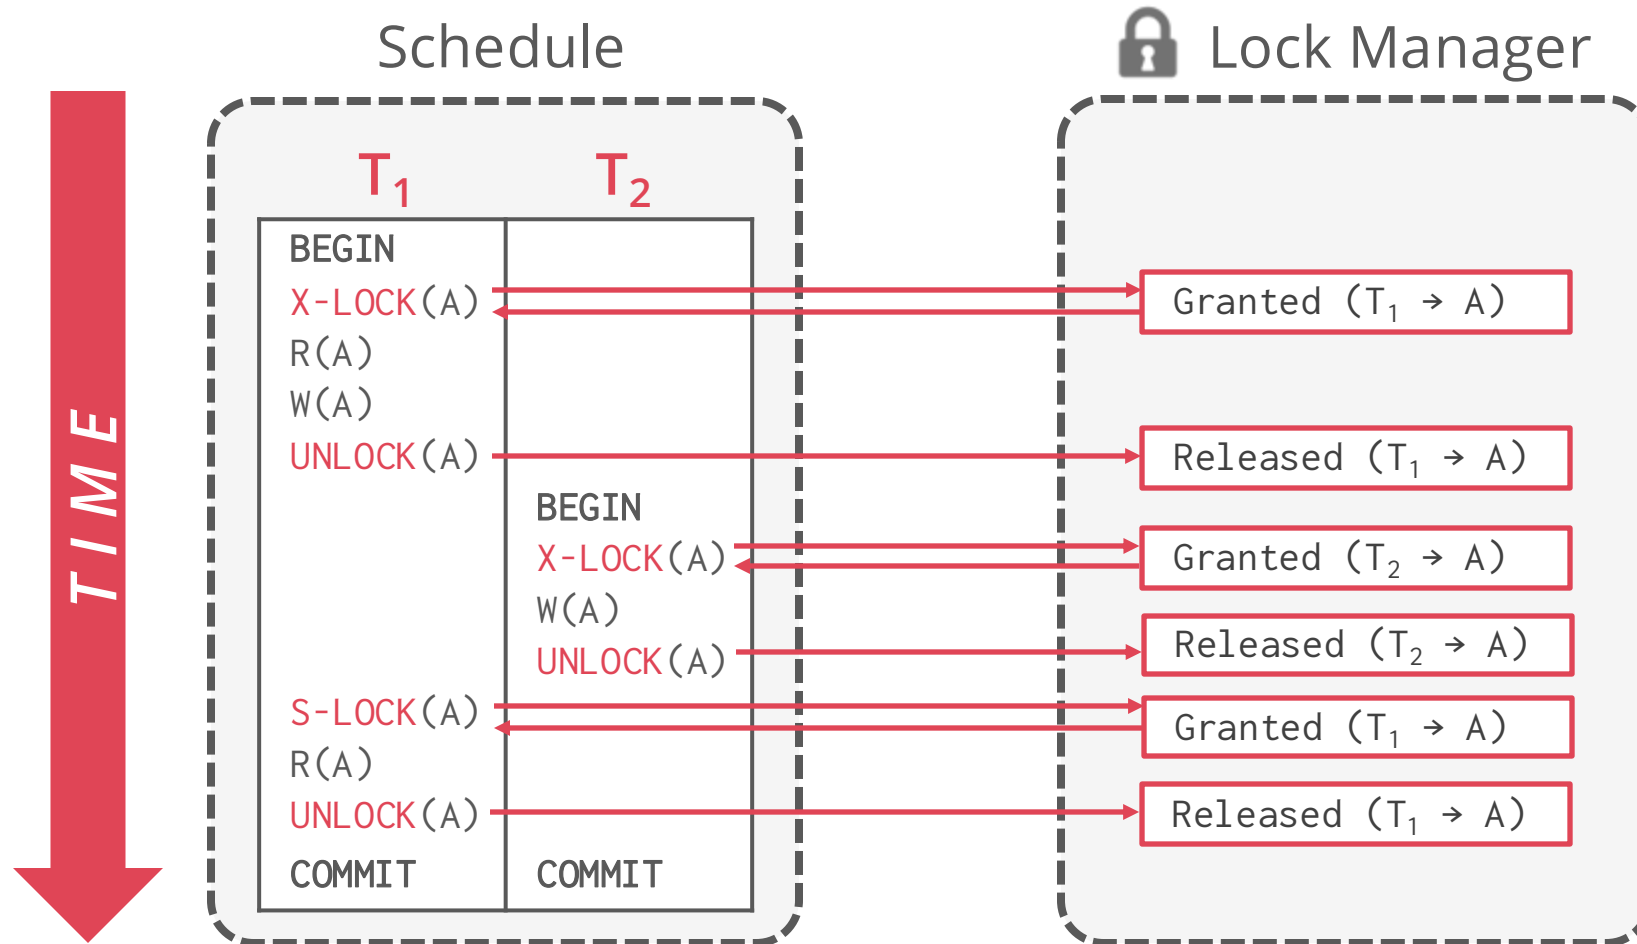 Schedule
Lock Manager
TIME
T₁ T₂
BEGIN
X-LOCK(A)
Granted (T₁ → A)
R(A)
W(A)
UNLOCK(A)
Released (T₁ → A)
BEGIN
X-LOCK(A)
Granted (T₂ → A)
W(A)
UNLOCK(A)
Released (T₂ → A)
S-LOCK(A)
Granted (T₁ → A)
R(A)
UNLOCK(A)
Released (T₁ → A)
COMMIT COMMIT